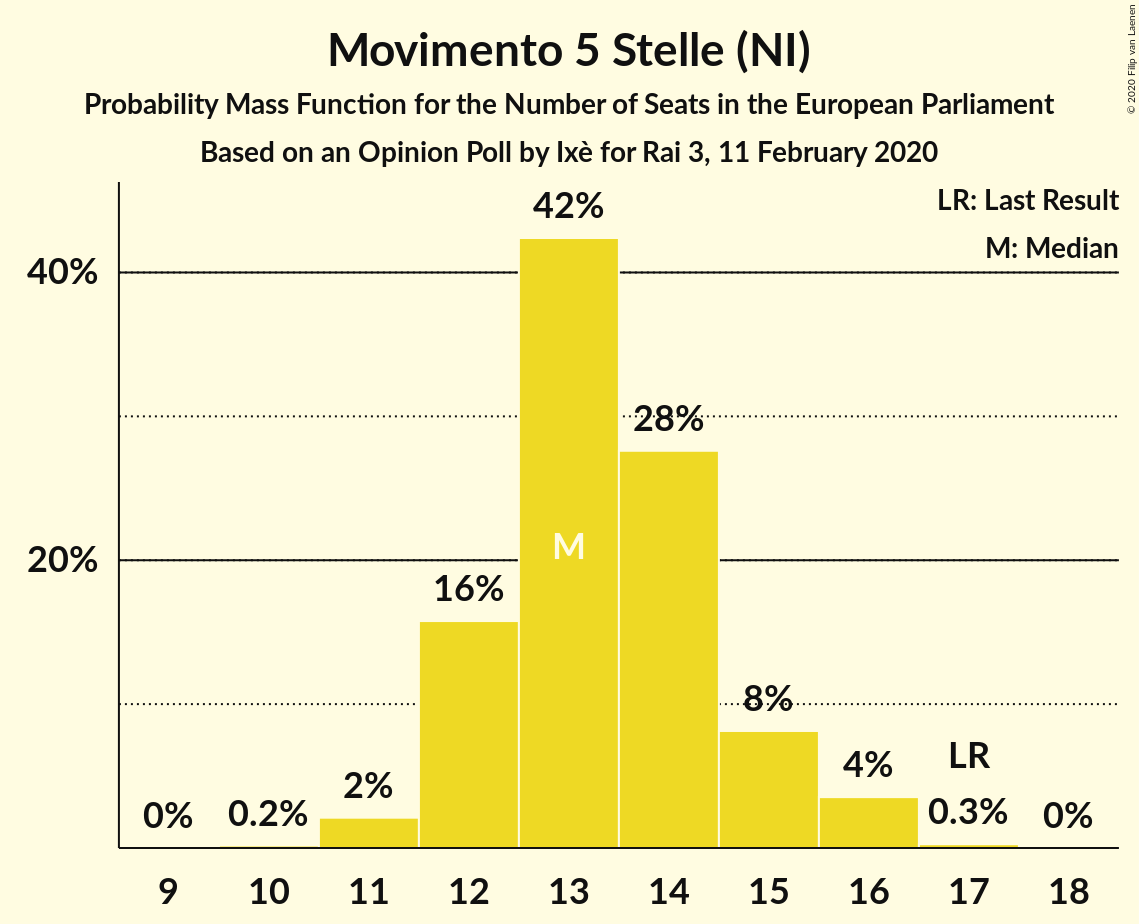 Movimento 5 Stelle (NI)
Probability Mass Function for the Number of Seats in the European Parliament
Based on an Opinion Poll by Ixè for Rai 3, 11 February 2020
© 2020 Filip van Laenen
LR: Last Result
M: Median
40%
20%
0%
0.2%
2%
16%
42%
M
28%
8%
4%
LR
0.3%
0%
9 10 11 12 13 14 15 16 17 18